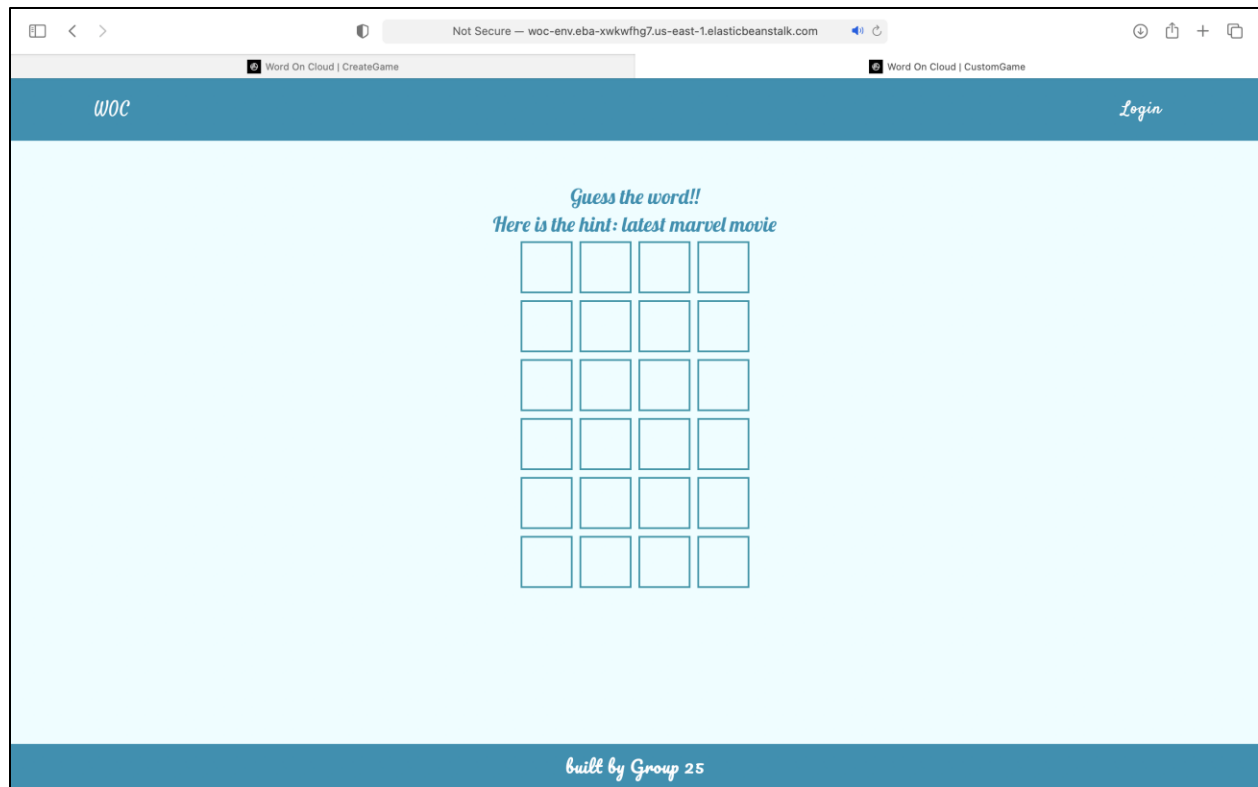 Not Secure — woc-env.eba-xwkwfhg7.us-east-1.elasticbeanstalk.com
Word On Cloud | CreateGame
Word On Cloud | CustomGame
WOC
Login
Guess the word!!
Here is the hint: latest marvel movie
built by Group 25